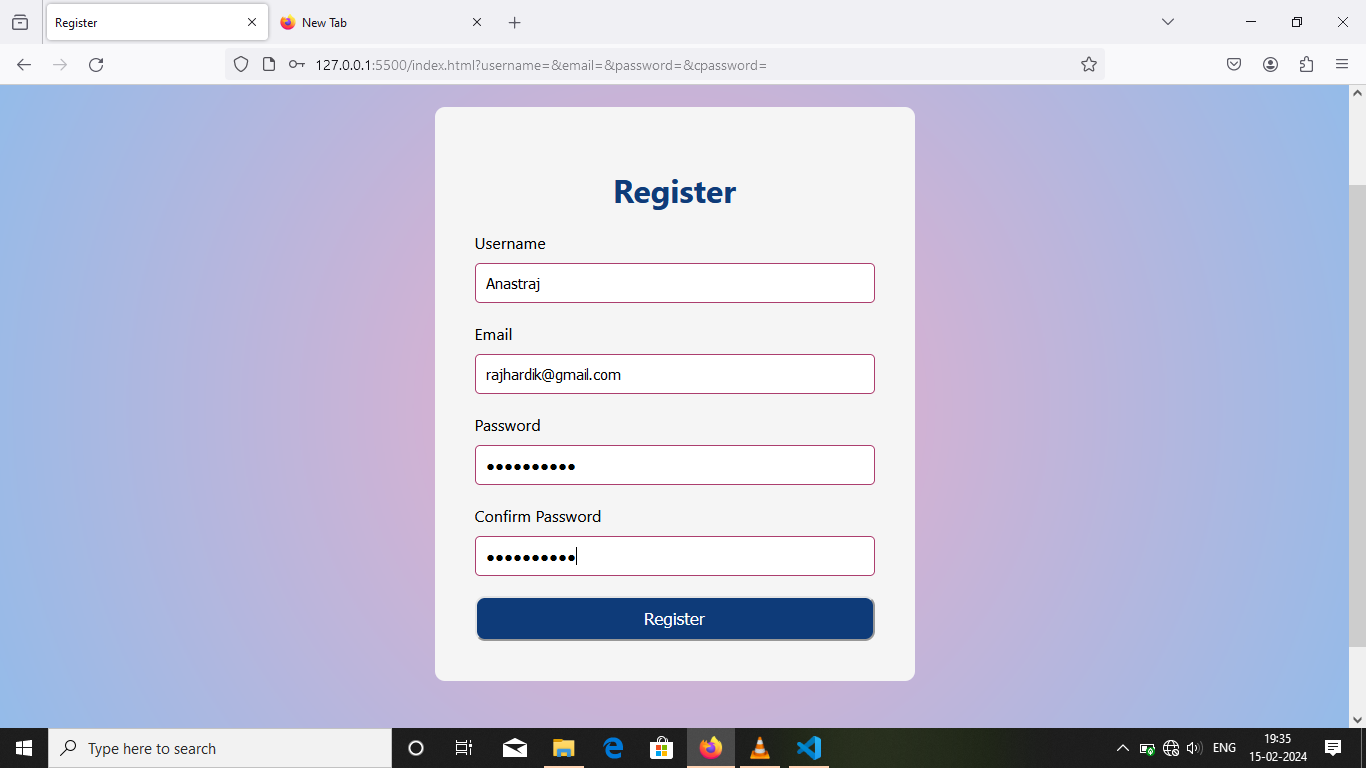 Register
New Tab
127.0.0.1:5500/index.html?username=&email=&password=&cpassword=
Register
Username
Anastraj
Email
rajhardik@gmail.com
Password
●●●●●●●●●●
Confirm Password
●●●●●●●●●●
Register
Type here to search
ENG
19:35
15-02-2024